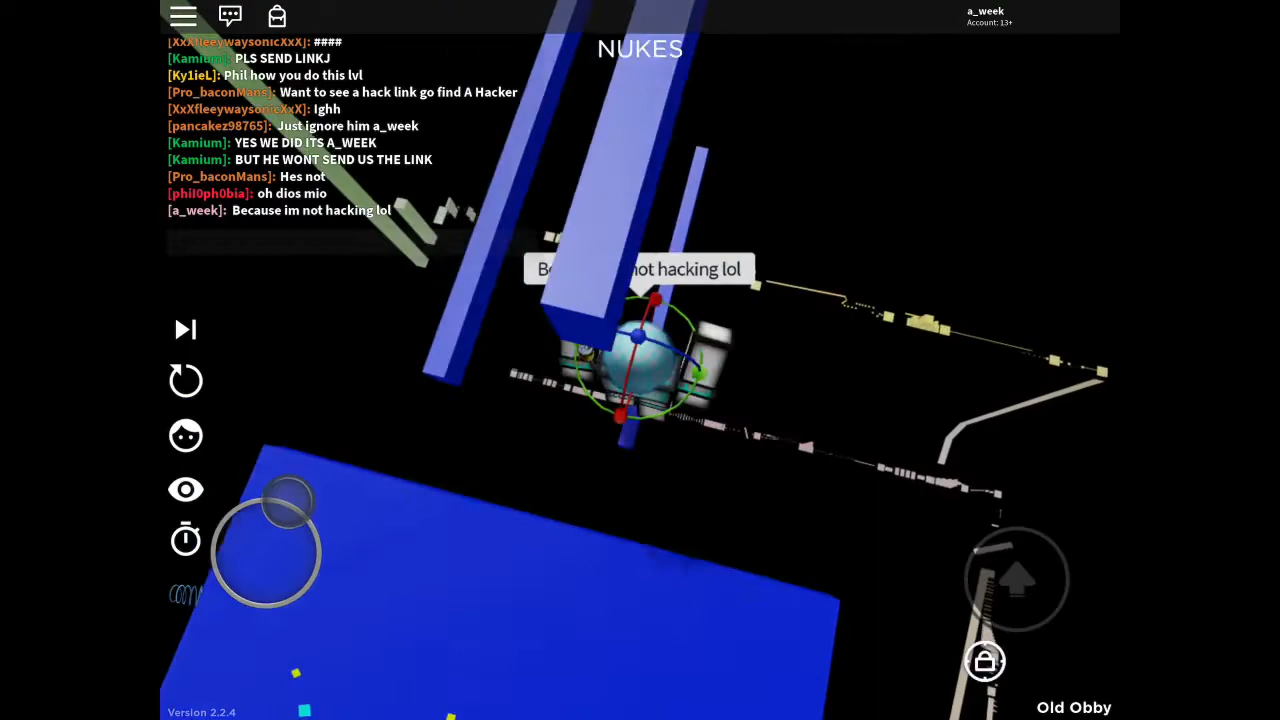 a_week
Account: 13+
NUKES
[XxXfleeywaysonicXxX]: ####
[Kamium]: PLS SEND LINKJ
[Ky1ieL]: Phil how you do this lvl
[Pro_baconMans]: Want to see a hack link go find A Hacker
[XxXfleeywaysonicXxX]: Ighh
[pancakez98765]: Just ignore him a_week
[Kamium]: YES WE DID ITS A_WEEK
[Kamium]: BUT HE WONT SEND US THE LINK
[Pro_baconMans]: Hes not
[phil0ph0bia]: oh dios mio
[a_week]: Because im not hacking lol
not hacking lol
Version 2.2.4
Old Obby